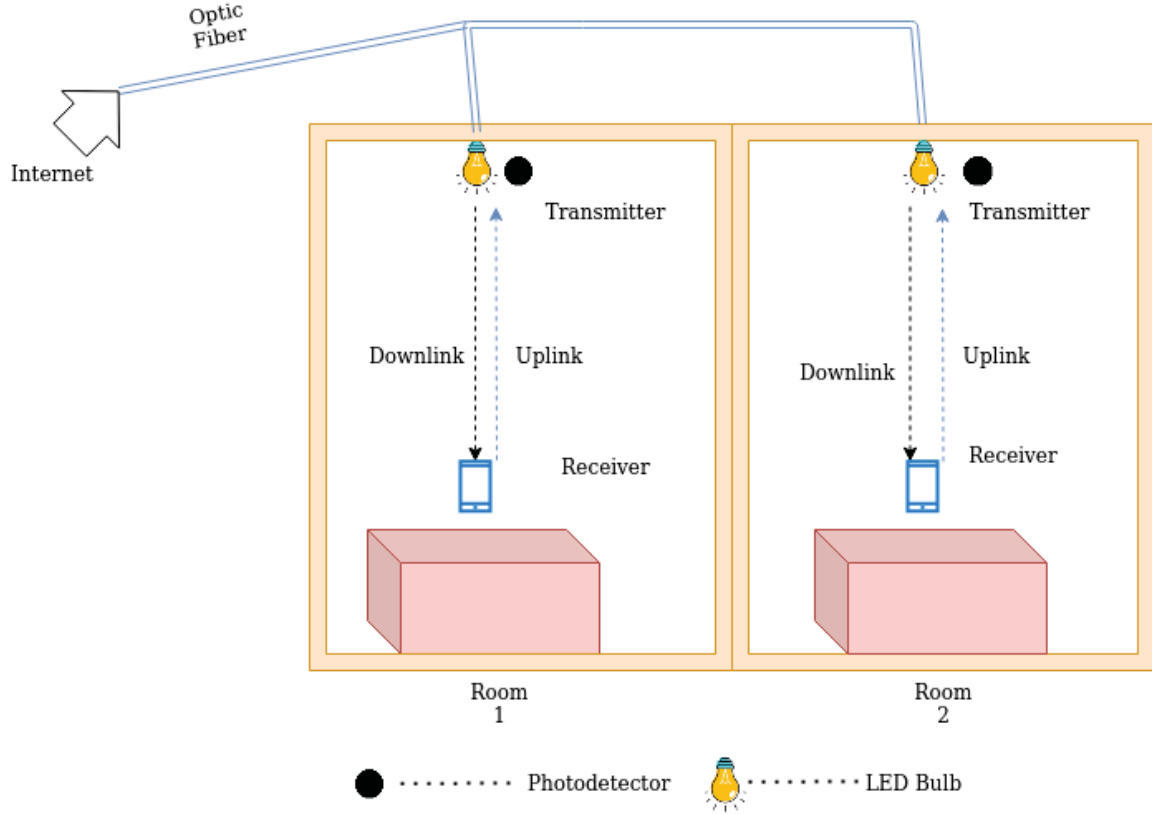 Optic
Fiber
Internet
Transmitter
Transmitter
Downlink
Uplink
Downlink
Uplink
Receiver
Receiver
Room
1
Room
2
Photodetector
LED Bulb